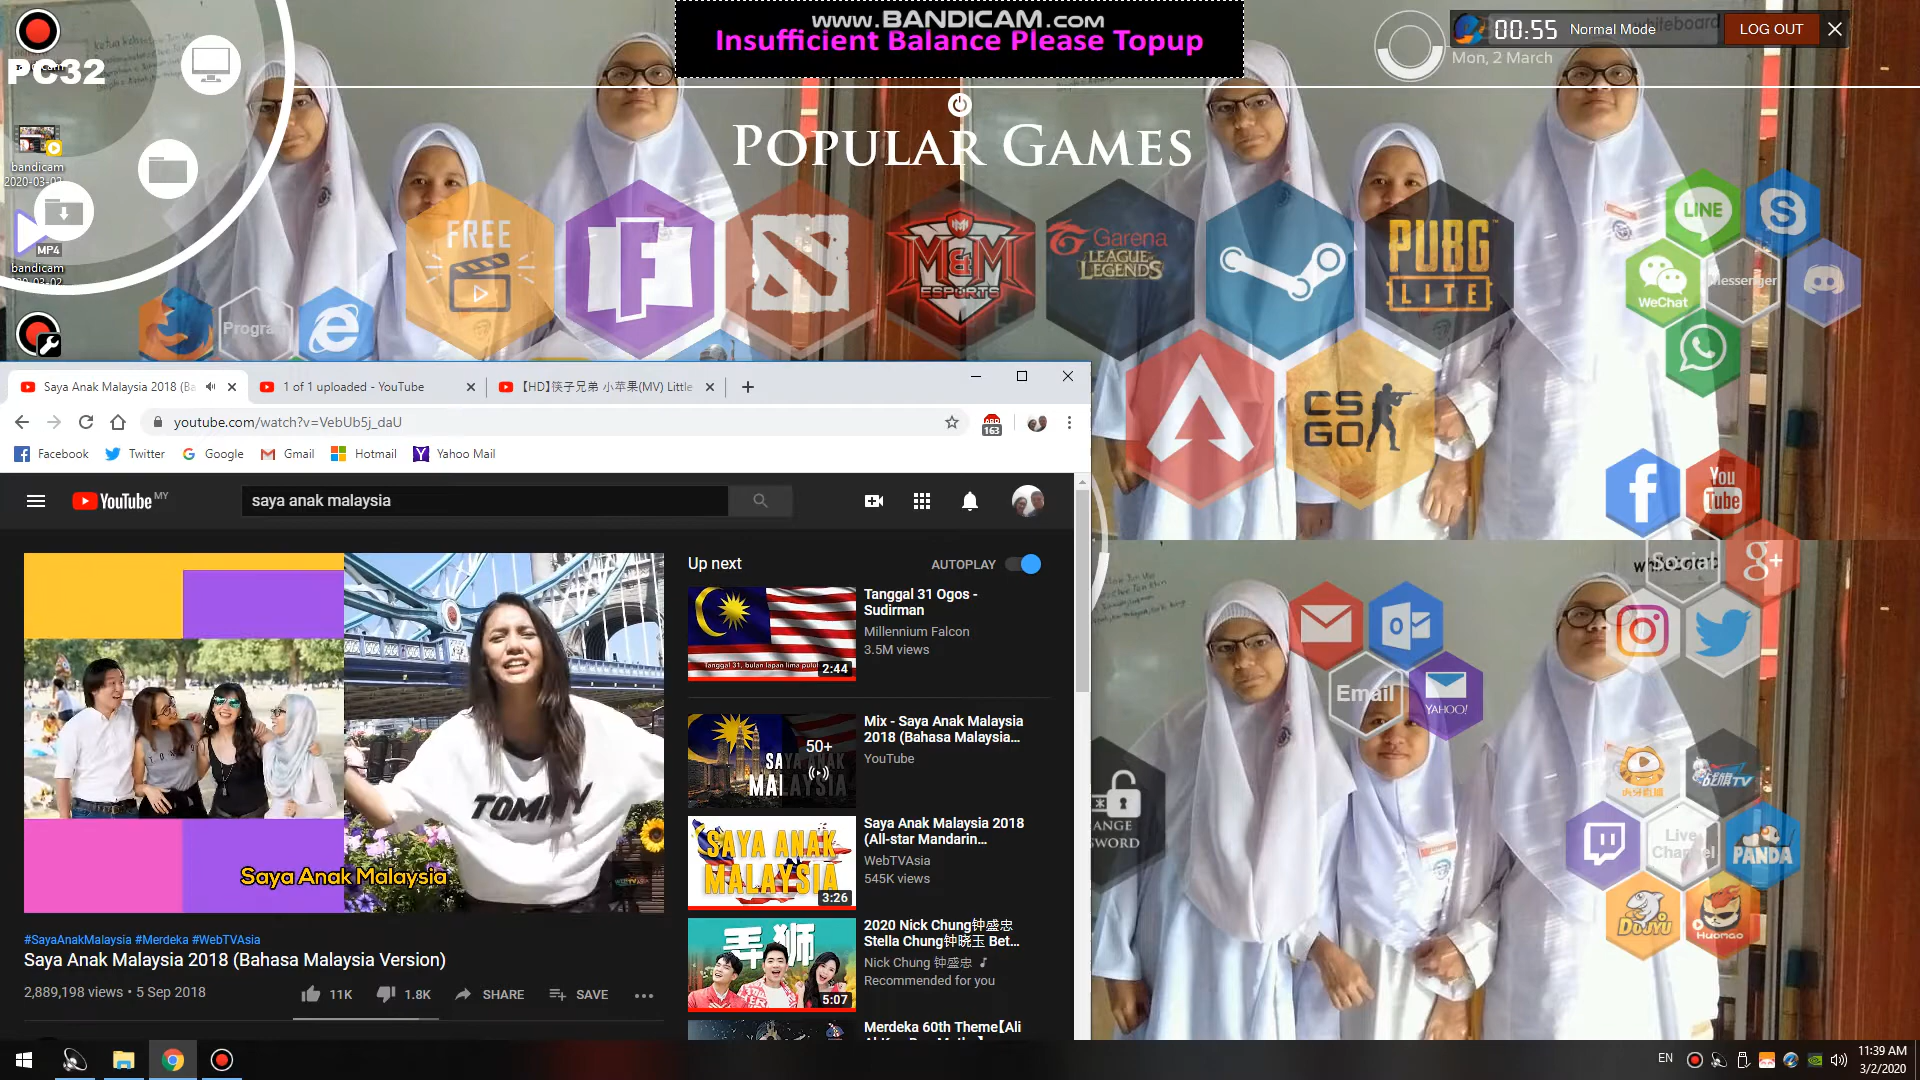 www.BANDICAM.com
Insufficient Balance Please Topup
00:55
Normal Mode
LOG OUT
Mon, 2 March
PC32
POPULAR GAMES
bandicam
2020-03-02
MP4
bandicam
FREE
M&M
ESPORTS
Garena
LEAGUE of
LEGENDS
PUBG
LITE
LINE
WeChat
Messenger
Program
CS
GO
Saya Anak Malaysia 2018 (Ba
1 of 1 uploaded - YouTube
【HD】筷子兄弟 小苹果(MV) Little
youtube.com/watch?v=VebUb5j_daU
163
Facebook
Twitter
Google
Gmail
Hotmail
Yahoo Mail
YouTube MY
saya anak malaysia
You
Tube
Social
g+
Email
YAHOO!
Live
Channel
PANDA
DOUYU
HUOMAO
TOMMY
Saya Anak Malaysia
#SayaAnakMalaysia #Merdeka #WebTVAsia
Saya Anak Malaysia 2018 (Bahasa Malaysia Version)
2,889,198 views • 5 Sep 2018
11K
1.8K
SHARE
SAVE
Up next
AUTOPLAY
Tanggal 31 Ogos -
Sudirman
Millennium Falcon
3.5M views
2:44
Mix - Saya Anak Malaysia
2018 (Bahasa Malaysia...
YouTube
50+
Saya Anak Malaysia 2018
(All-star Mandarin...
WebTVAsia
545K views
SAYA ANAK
MALAYSIA
3:26
2020 Nick Chung钟盛忠
Stella Chung钟晓玉 Bet...
Nick Chung 钟盛忠
Recommended for you
弄狮
5:07
Merdeka 60th Theme【Ali
EN
11:39 AM
3/2/2020